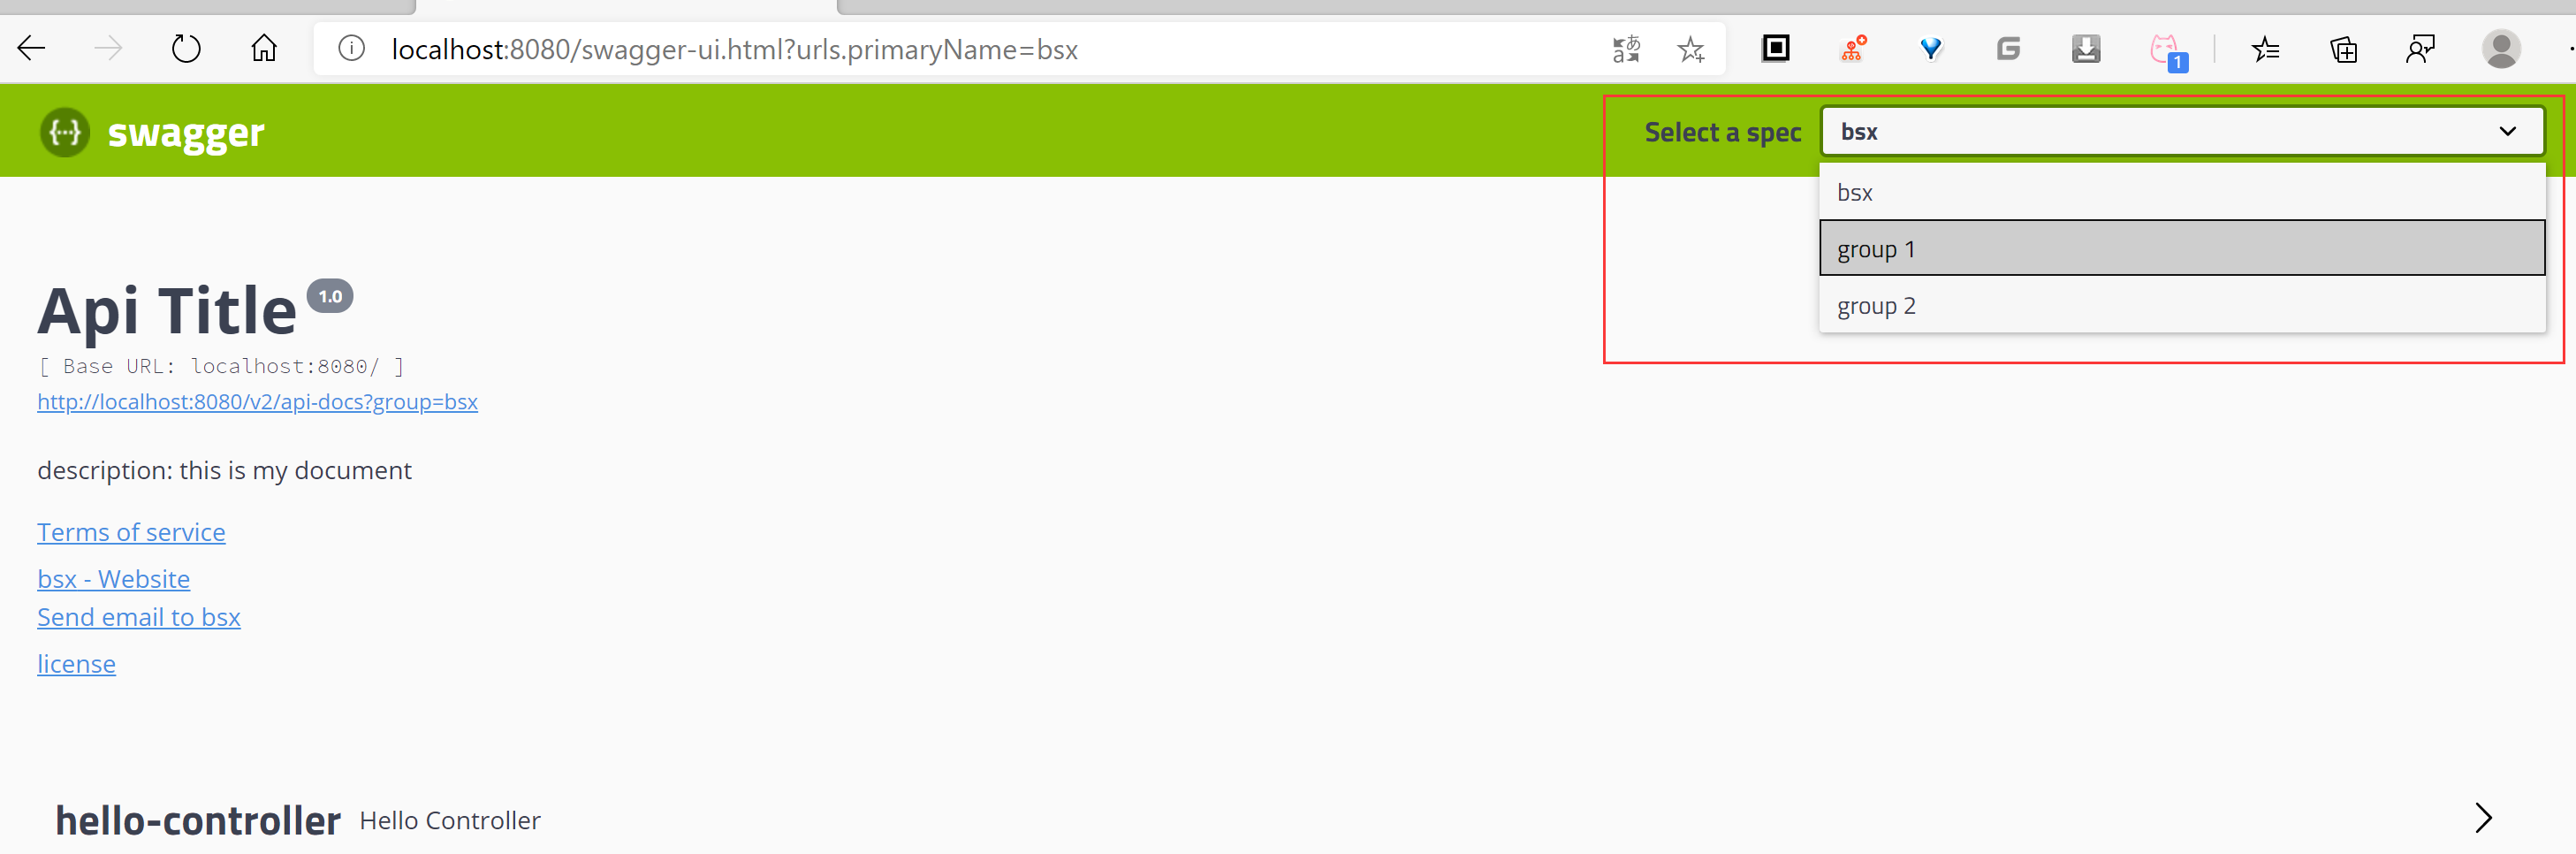 localhost:8080/swagger-ui.html?urls.primaryName=bsx
1
{···} swagger
Select a spec
bsx
bsx
group 1
group 2
Api Title 1.0
[ Base URL: localhost:8080/ ]
http://localhost:8080/v2/api-docs?group=bsx
description: this is my document
Terms of service
bsx - Website
Send email to bsx
license
hello-controller Hello Controller